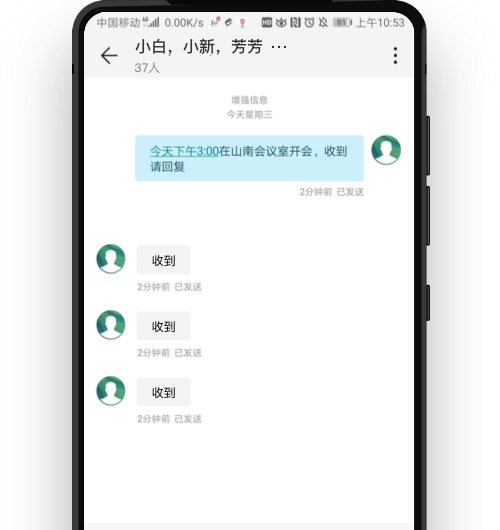 中国移动 4G 0.00K/s HD 81 上午10:53
小白，小新，芳芳 …
37人
增强信息
今天星期三
今天下午3:00在山南会议室开会，收到
请回复
2分钟前 已发送
收到
2分钟前 已发送
收到
2分钟前 已发送
收到
2分钟前 已发送